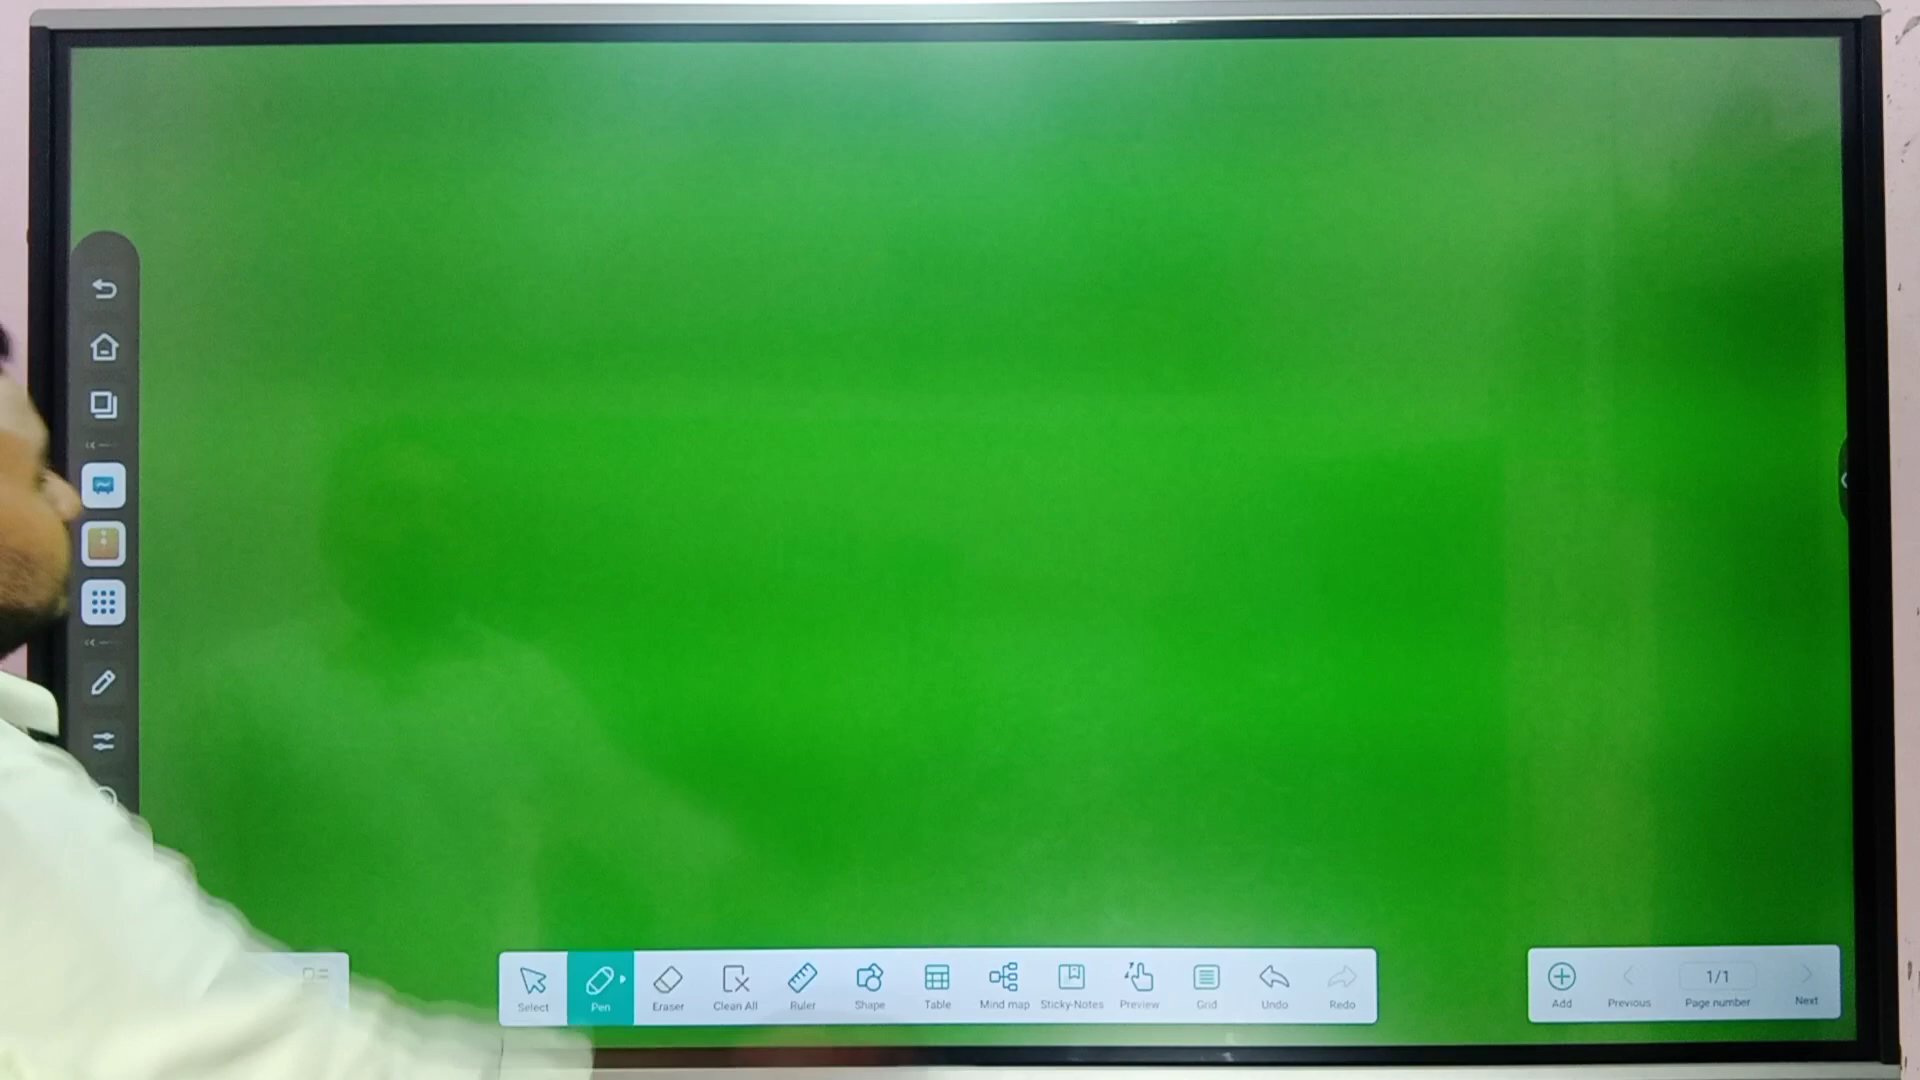 Select
Pen
Eraser
Clean All
Ruler
Shape
Table
Mind map
Sticky-Notes
Preview
Grid
Undo
Redo
Add
Previous
1/1
Page number
Next